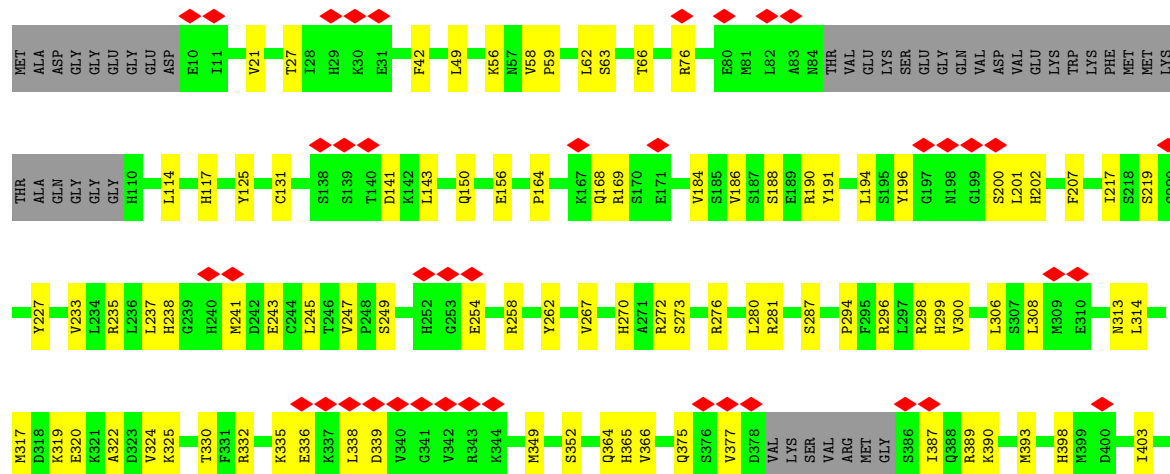 MET ALA ASP GLY GLY GLU GLY GLU ASP E10 I11 V21 T27 I28 H29 K30 E31 F42 L49 K56 N57 V58 P59 L62 S63 T66 R76 E80 M81 L82 A83 N84 THR VAL GLU LYS SER GLU GLY GLN VAL ASP VAL GLU LYS TRP LYS PHE MET MET LYS
THR ALA GLN GLY GLY GLY H110 L114 H117 Y125 C131 S138 S139 T140 D141 K142 L143 Q150 E156 P164 K167 Q168 R169 S170 E171 V184 S185 V186 S187 S188 E189 R190 Y191 L194 S195 Y196 G197 N198 G199 S200 L201 H202 F207 I217 S218 S219
Y227 V233 L234 R235 L236 L237 H238 G239 H240 M241 D242 E243 C244 L245 T246 V247 P248 S249 H252 G253 E254 R258 Y262 V267 H270 A271 R272 S273 R276 L280 R281 S287 P294 F295 R296 L297 R298 H299 V300 L306 S307 L308 M309 E310 N313 L314
M317 D318 K319 E320 K321 A322 D323 V324 K325 T330 F331 R332 K335 E336 K337 L338 D339 V340 G341 V342 R343 K344 M349 S352 Q364 H365 V366 Q375 S376 V377 D378 VAL LYS SER VAL ARG MET GLY S386 I387 Q388 R389 K390 M393 H398 M399 D400 I403